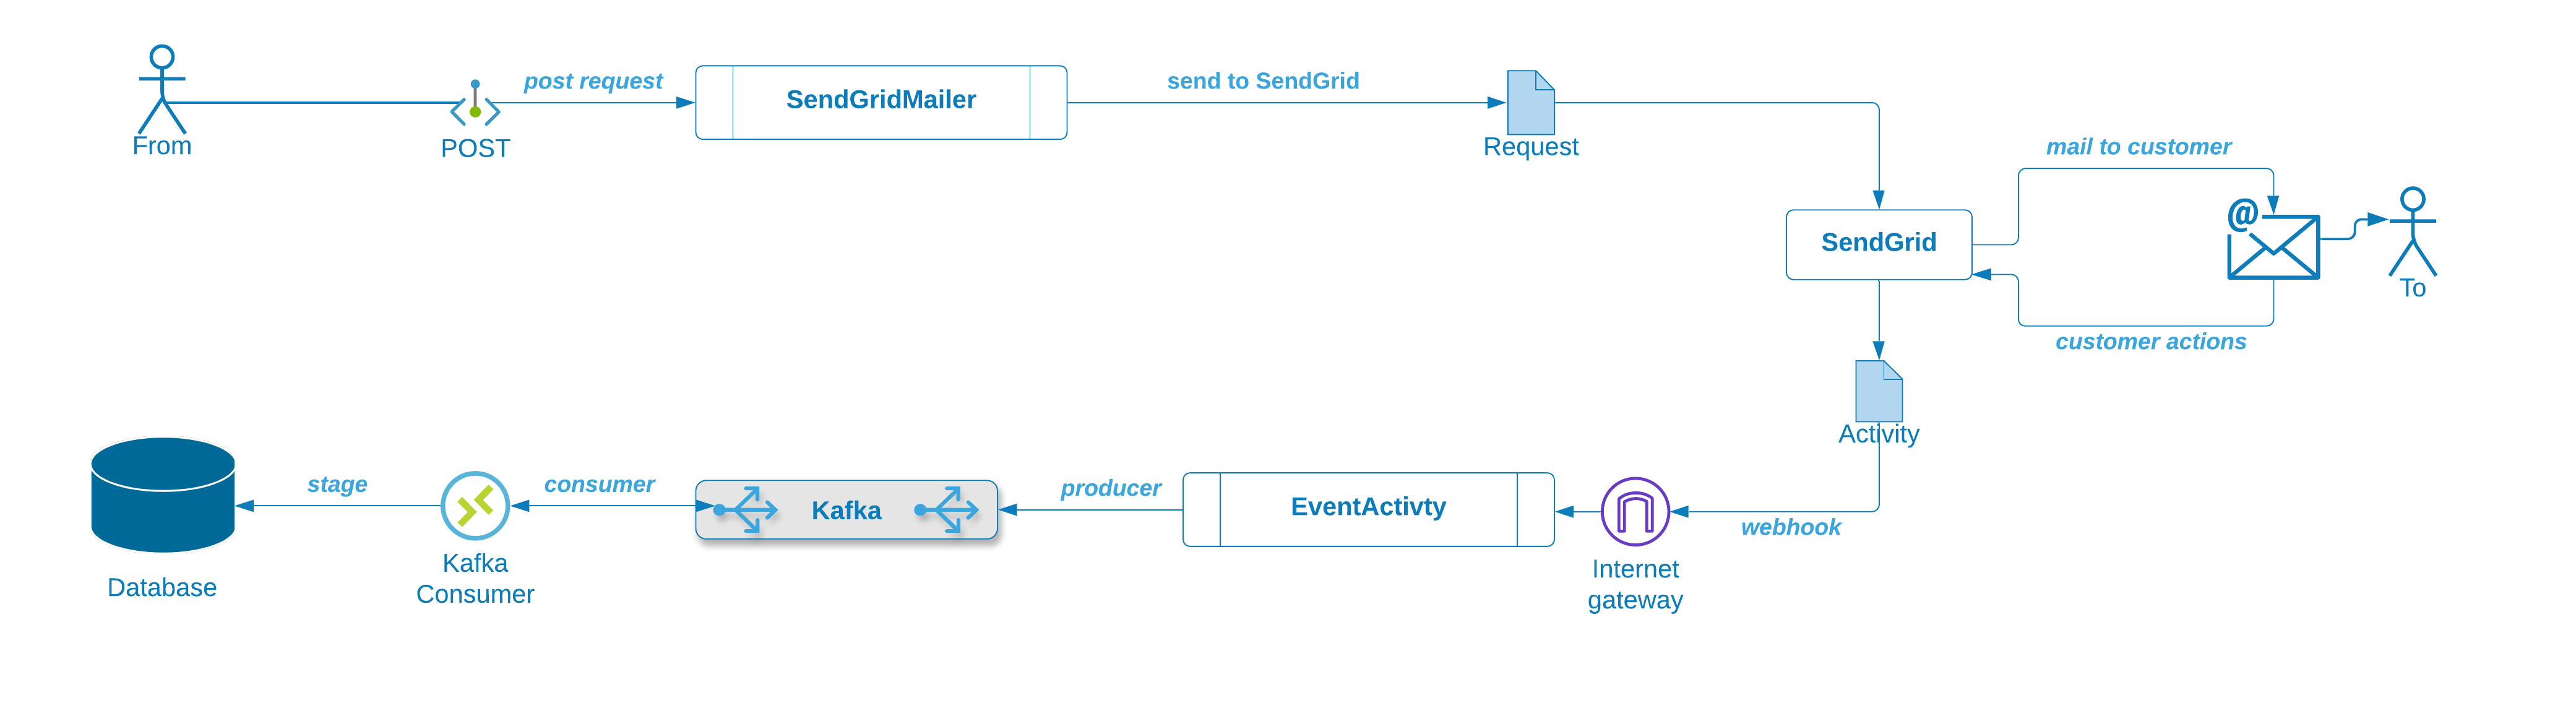 post request
SendGridMailer
send to SendGrid
From
POST
Request
mail to customer
@
SendGrid
To
customer actions
Activity
stage
consumer
Kafka
producer
EventActivty
webhook
Database
Kafka
Consumer
Internet
gateway